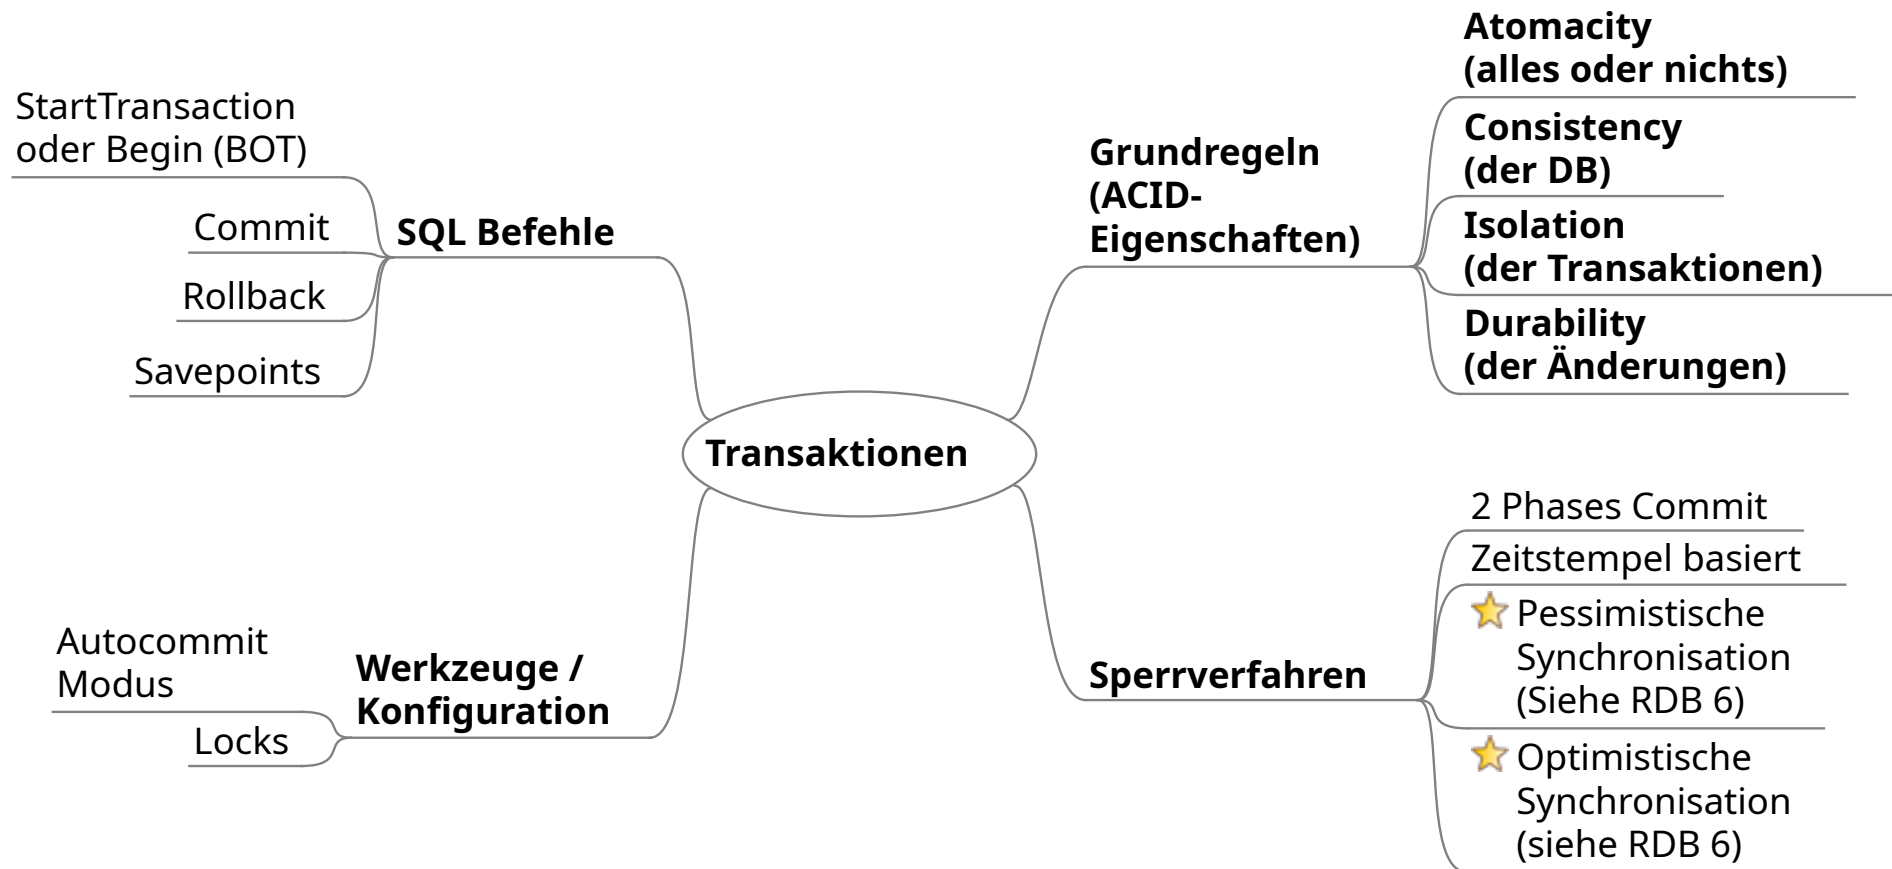 StartTransaction
oder Begin (BOT)
Commit
Rollback
Savepoints
SQL Befehle
Autocommit
Modus
Locks
Werkzeuge /
Konfiguration
Transaktionen
Grundregeln
(ACID-
Eigenschaften)
Atomacity
(alles oder nichts)
Consistency
(der DB)
Isolation
(der Transaktionen)
Durability
(der Änderungen)
Sperrverfahren
2 Phases Commit
Zeitstempel basiert
Pessimistische
Synchronisation
(Siehe RDB 6)
Optimistische
Synchronisation
(siehe RDB 6)